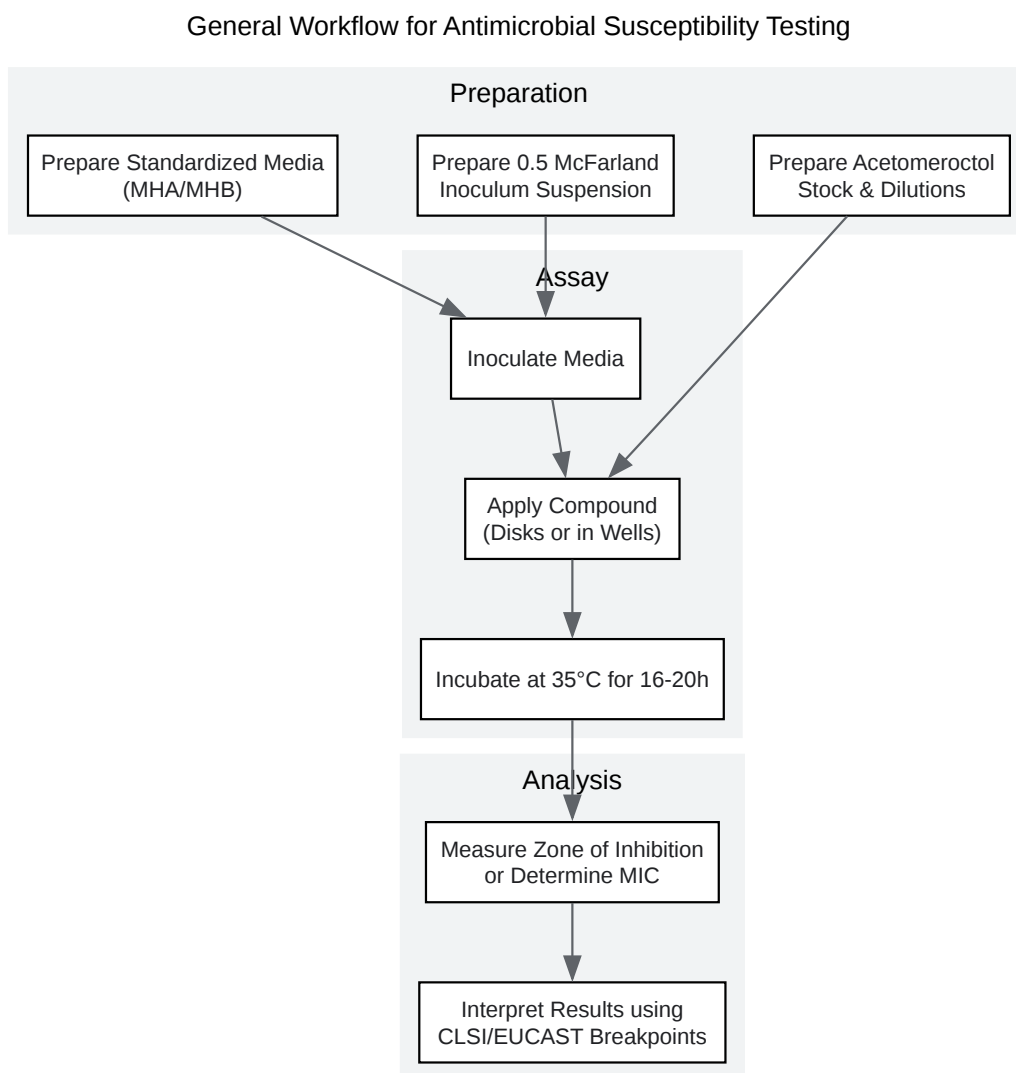 General Workflow for Antimicrobial Susceptibility Testing
Preparation
Prepare Standardized Media
(MHA/MHB)
Prepare 0.5 McFarland
Inoculum Suspension
Prepare Acetomeroctol
Stock & Dilutions
Assay
Inoculate Media
Apply Compound
(Disks or in Wells)
Incubate at 35°C for 16-20h
Analysis
Measure Zone of Inhibition
or Determine MIC
Interpret Results using
CLSI/EUCAST Breakpoints